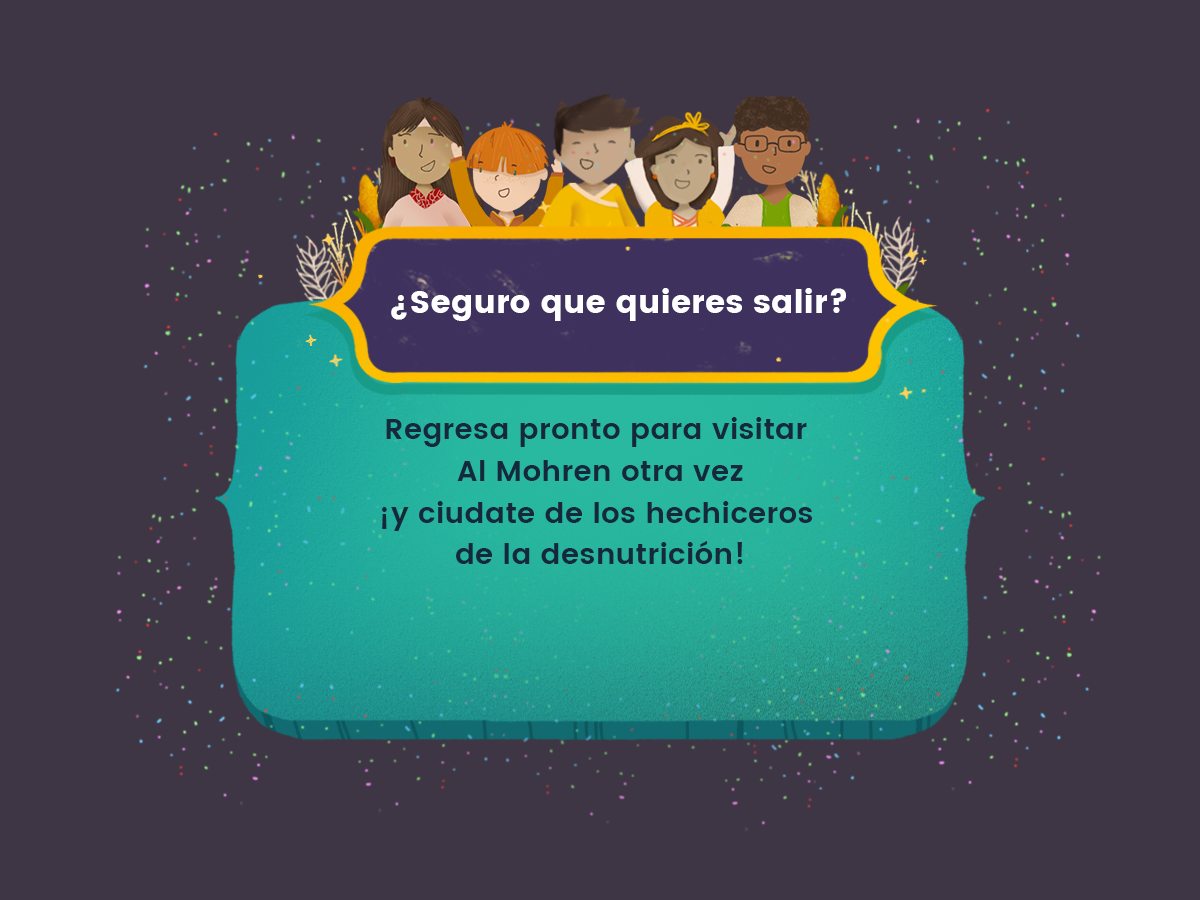 ¿Seguro que quieres salir?
Regresa pronto para visitar
Al Mohren otra vez
¡y ciudate de los hechiceros
de la desnutrición!